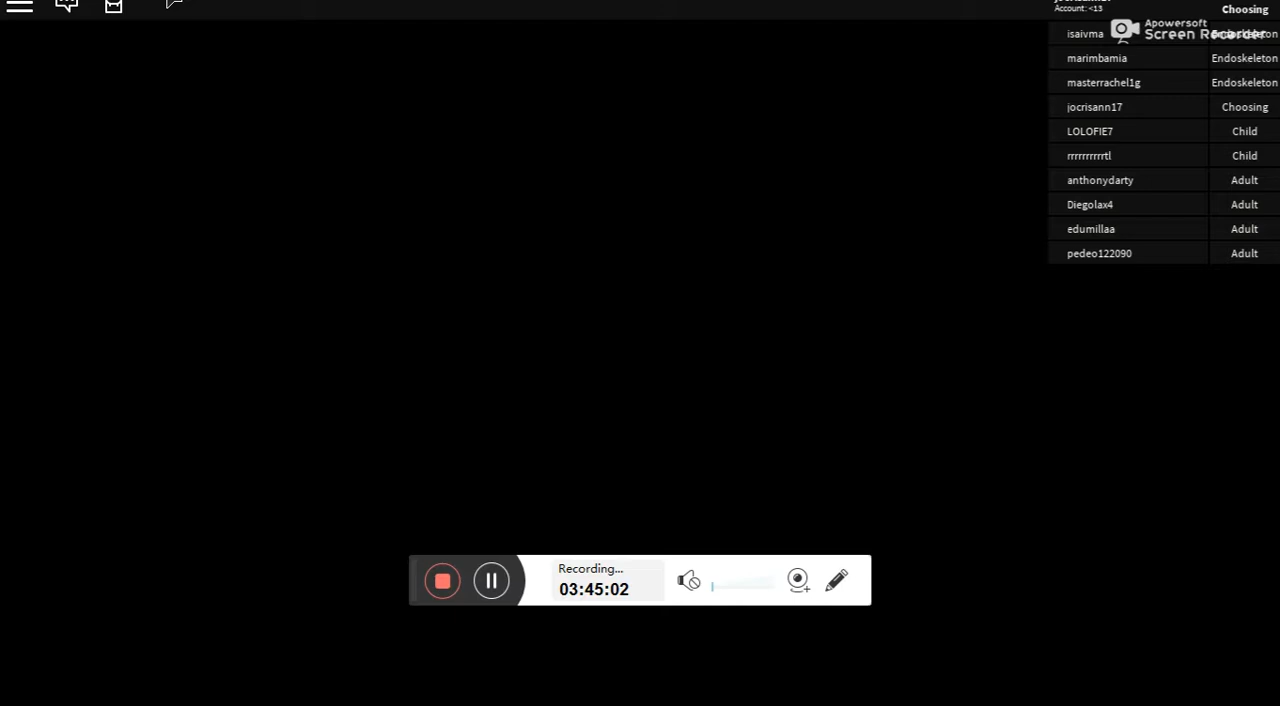 Account: <13
Choosing
Apowersoft
Screen Recorder
isaivma
marimbamia Endoskeleton
masterrachel1g Endoskeleton
jocrisann17 Choosing
LOLOFIE7 Child
rrrrrrrrrrtl Child
anthonydarty Adult
Diegolax4 Adult
edumillaa Adult
pedeo122090 Adult
Recording...
03:45:02